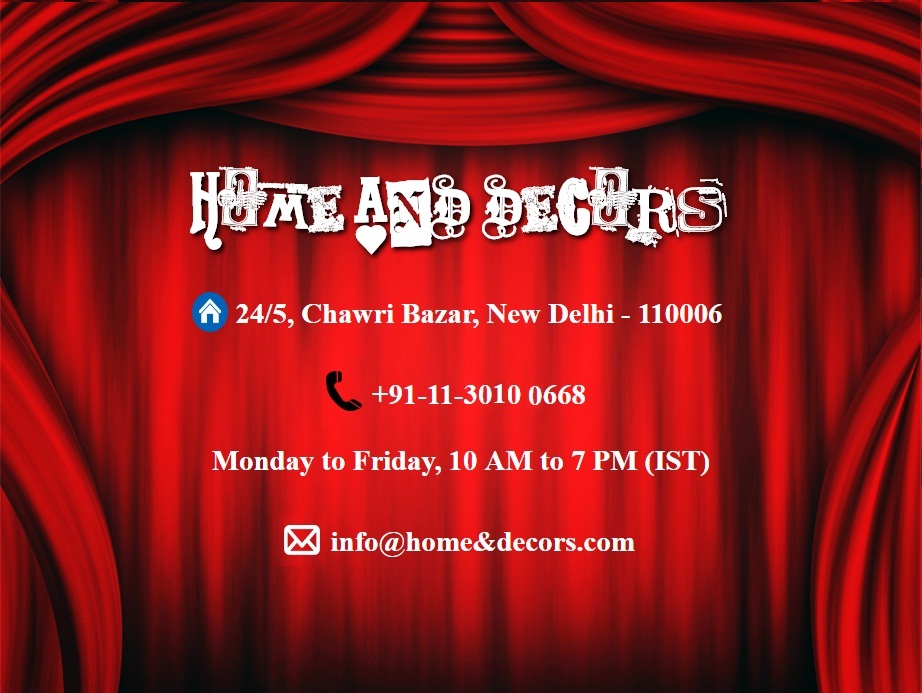 HOME AND DECORS
24/5, Chawri Bazar, New Delhi - 110006
+91-11-3010 0668
Monday to Friday, 10 AM to 7 PM (IST)
info@home&decors.com